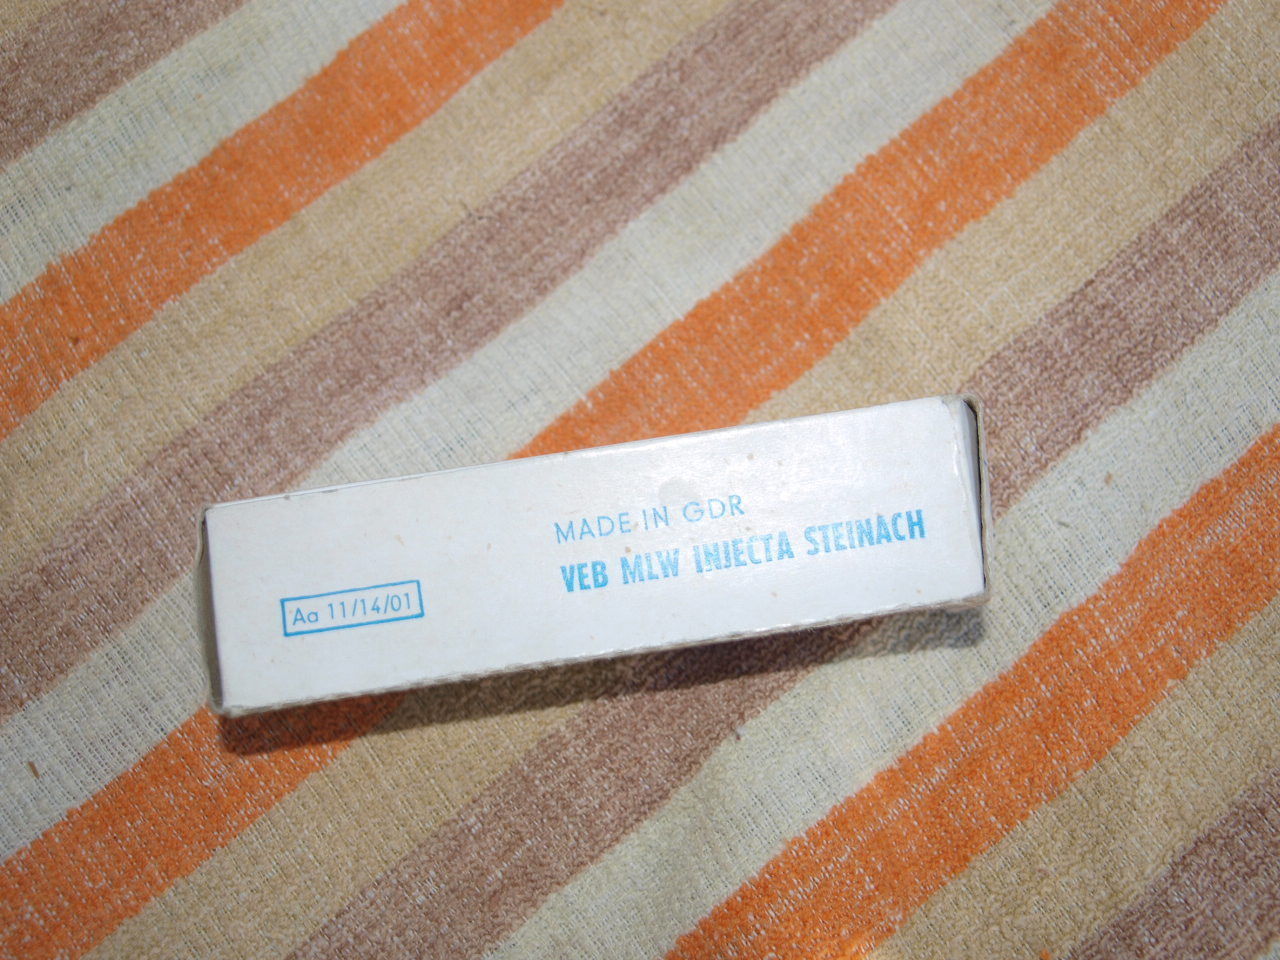 MADE IN GDR
VEB MLW INJECTA STEINACH
Aa 11/14/01